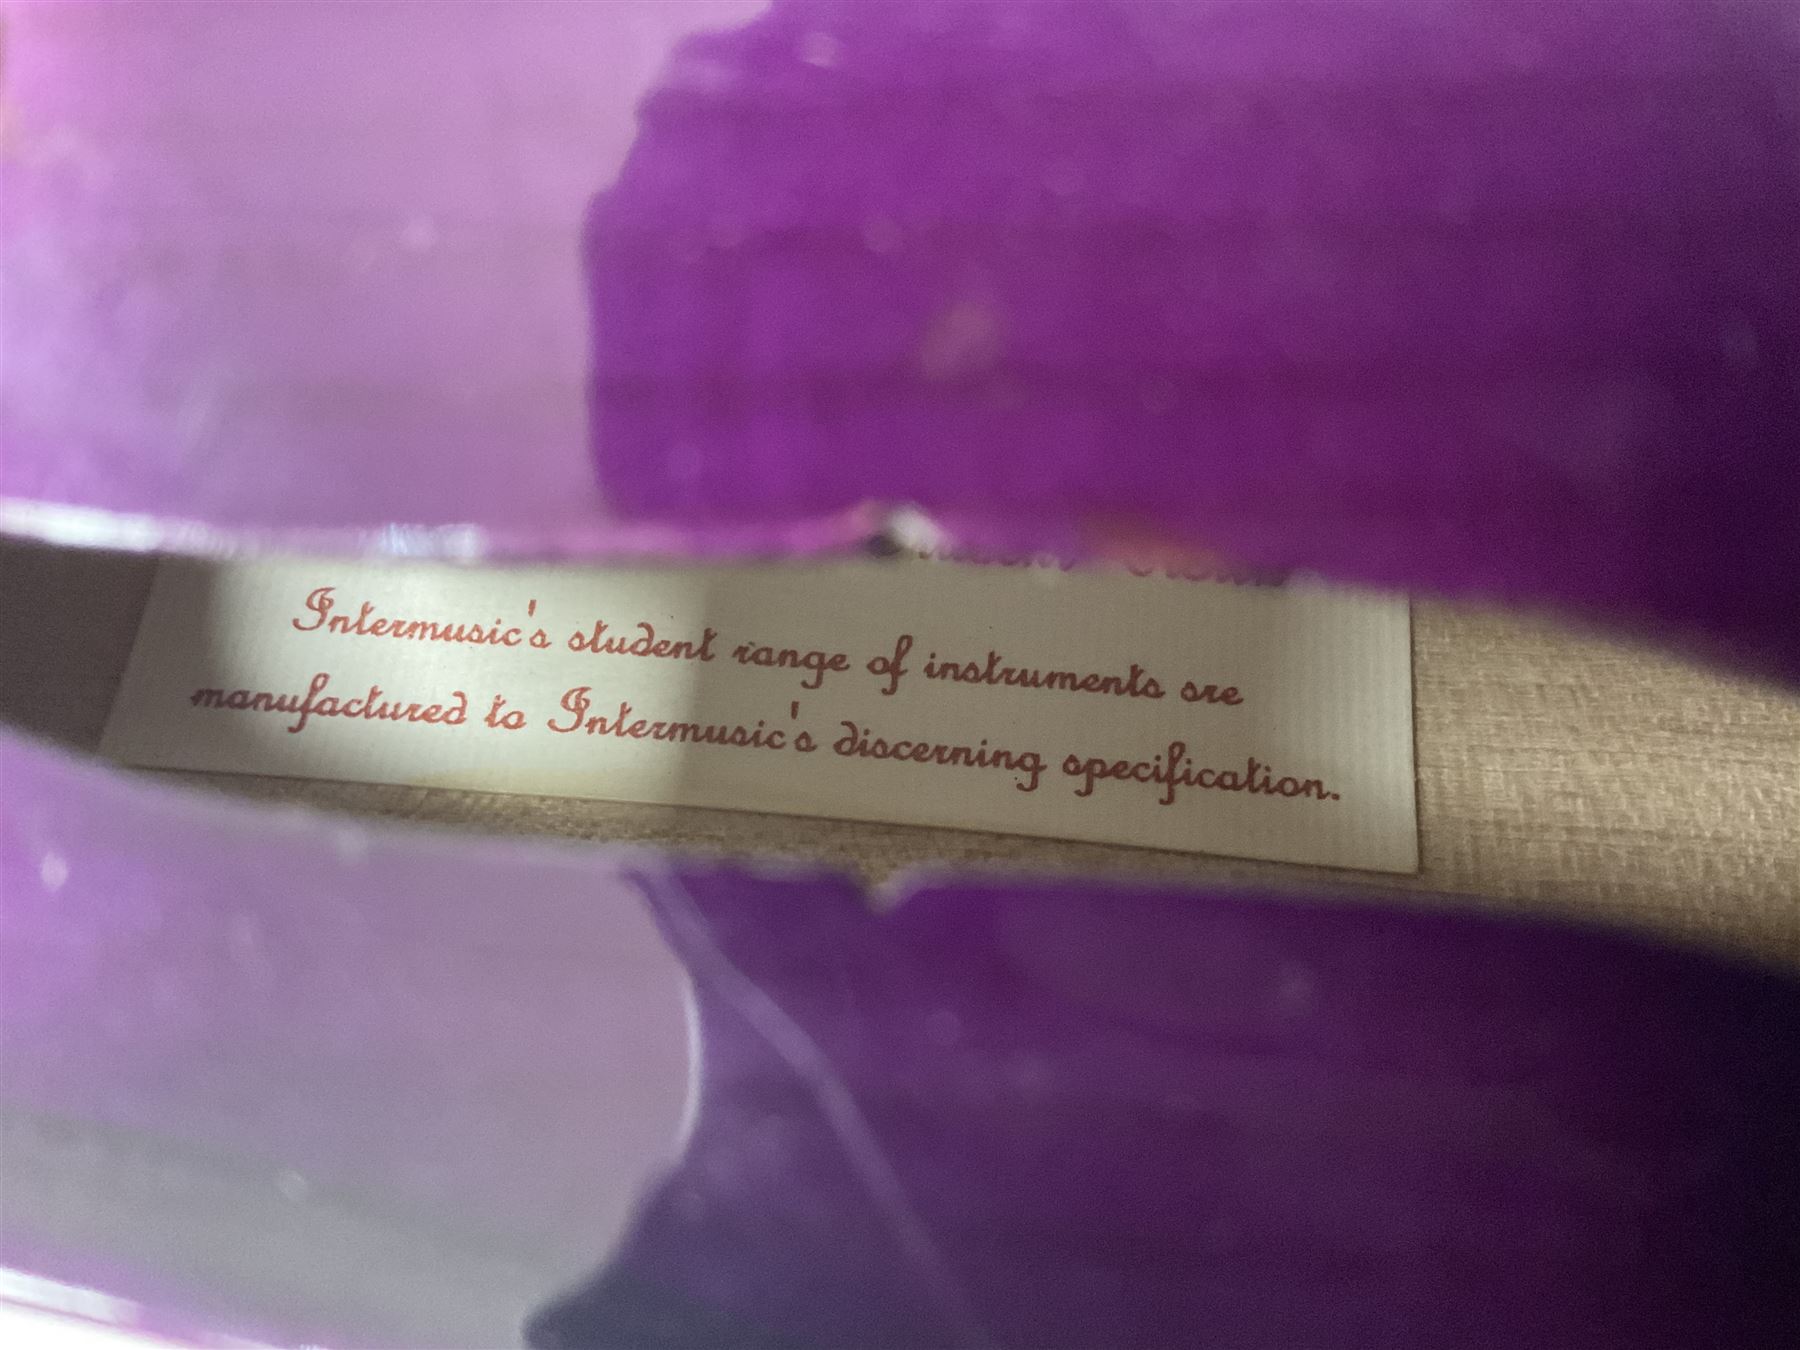 Intermusic's student range of instruments are
manufactured to Intermusic's discerning specification.